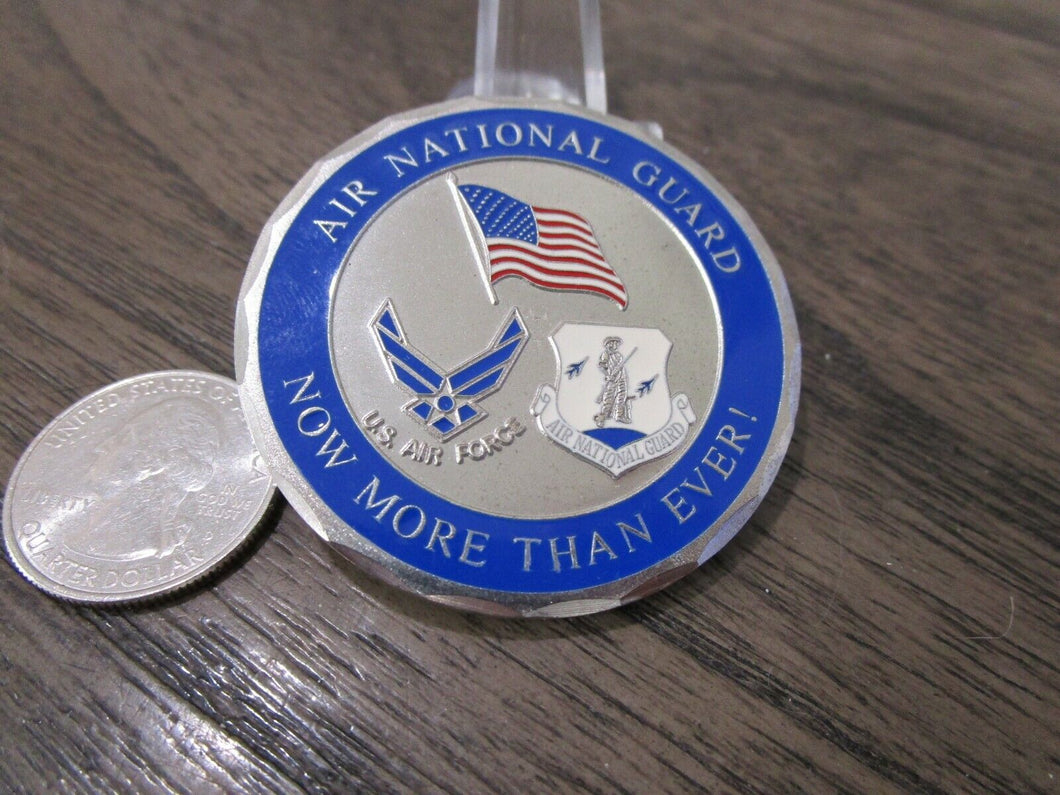 AIR NATIONAL GUARD
U.S. AIR FORCE
AIR NATIONAL GUARD
NOW MORE THAN EVER!
UNITED STATES OF
LIBERTY
IN
GOD WE
TRUST
QUARTER DOLLAR